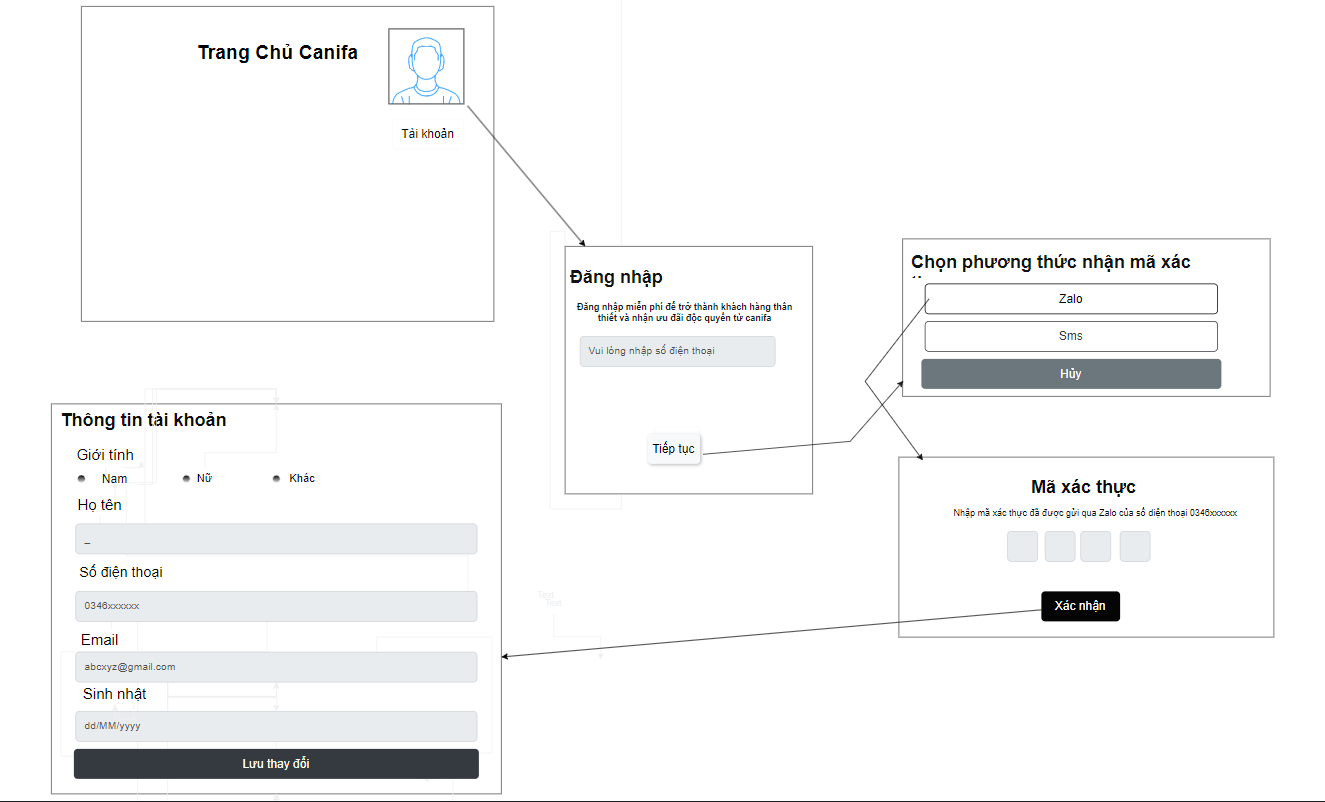 Trang Chủ Canifa
Tài khoản
Đăng nhập
Đăng nhập miễn phí để trở thành khách hàng thân
thiết và nhận ưu đãi độc quyền từ canifa
Vui lòng nhập số điện thoại
Tiếp tục
Chọn phương thức nhận mã xác
Zalo
Sms
Hủy
Mã xác thực
Nhập mã xác thực đã được gửi qua Zalo của số diện thoại 0346xxxxxx
Xác nhận
Thông tin tài khoản
Giới tính
Nam Nữ Khác
Họ tên
_
Số điện thoại
0346xxxxxx
Email
abcxyz@gmail.com
Sinh nhật
dd/MM/yyyy
Lưu thay đổi
Text
Text